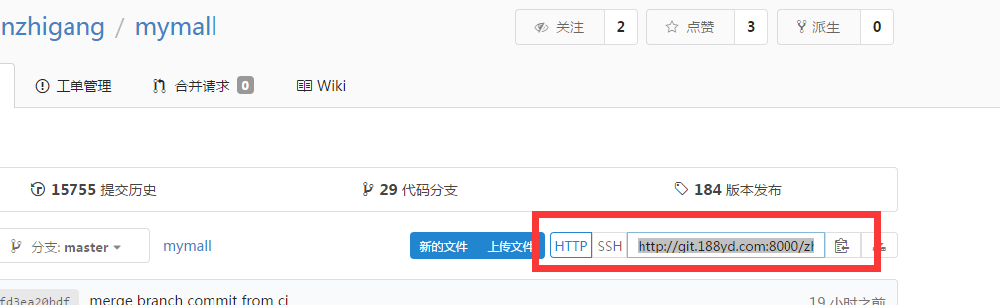 nzhigang / mymall
关注 2 点赞 3 派生 0
工单管理 合并请求 0 Wiki
15755 提交历史 29 代码分支 184 版本发布
分支: master mymall 新的文件 上传文件 HTTP SSH http://git.188yd.com:8000/zl
fd3ea20bdf merge branch commit from ci 19 小时之前